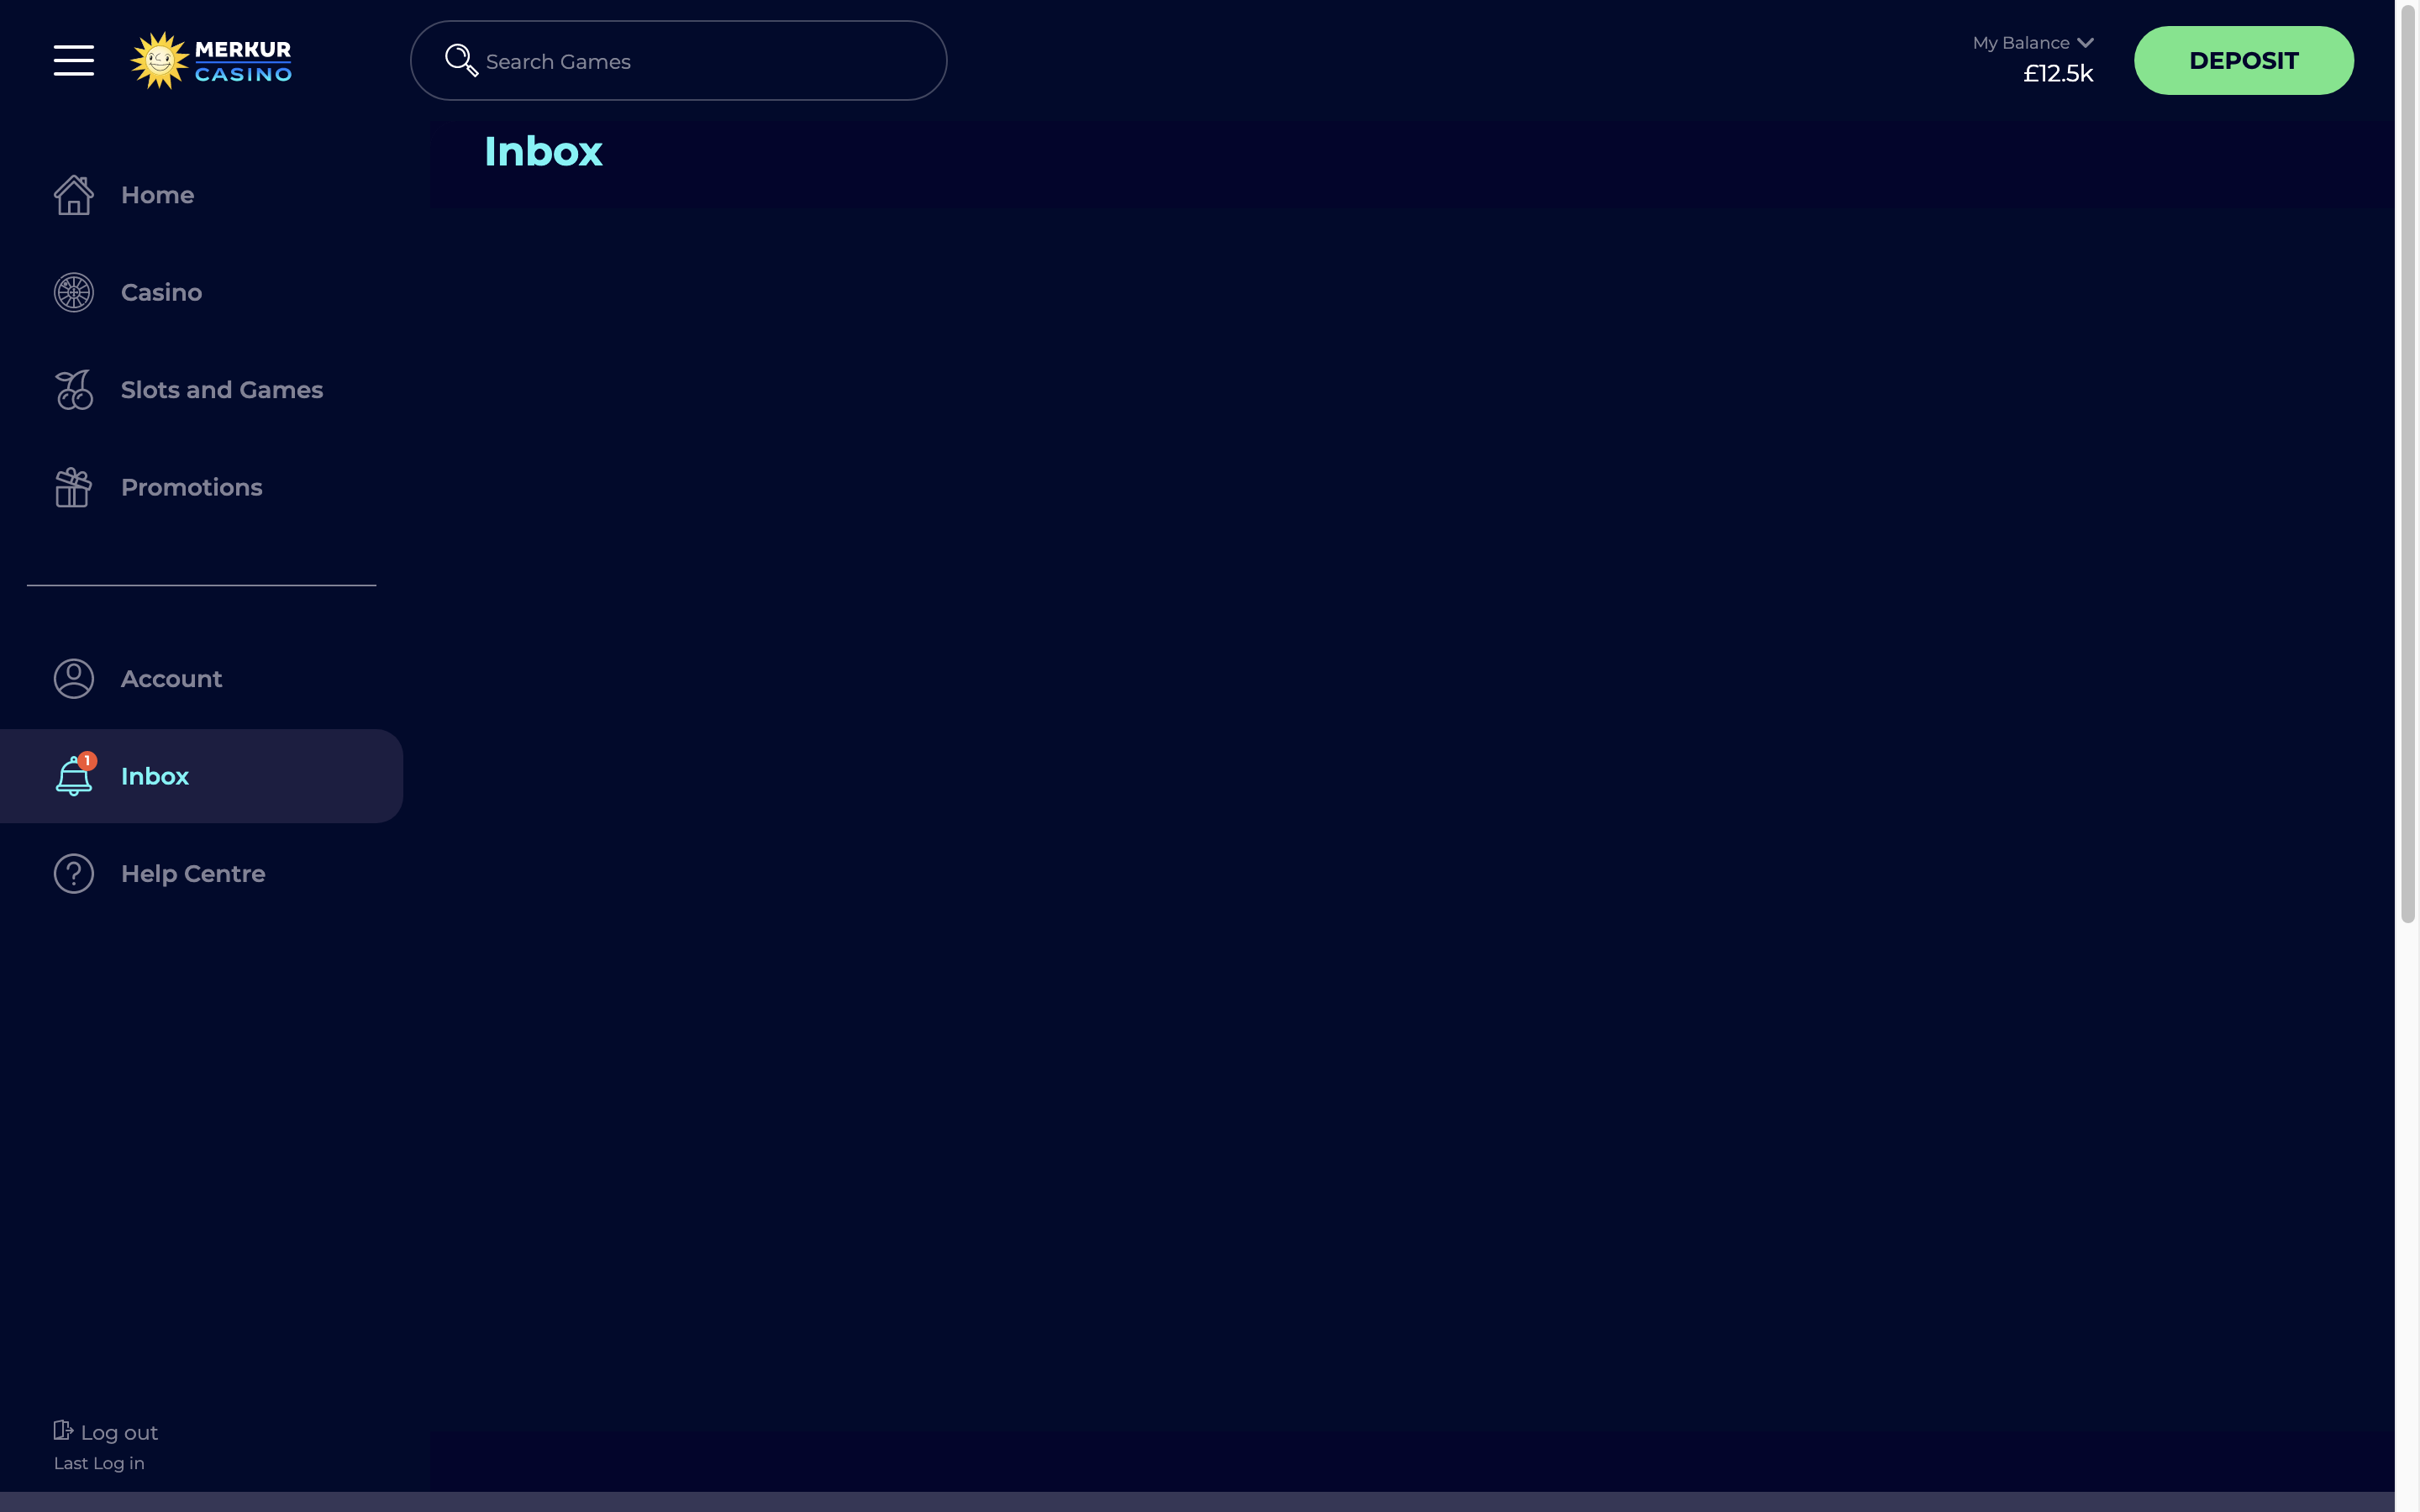 MERKUR
CASINO
Search Games
My Balance
£12.5k
DEPOSIT
Inbox
Home
Casino
Slots and Games
Promotions
Account
1
Inbox
Help Centre
Log out
Last Log in